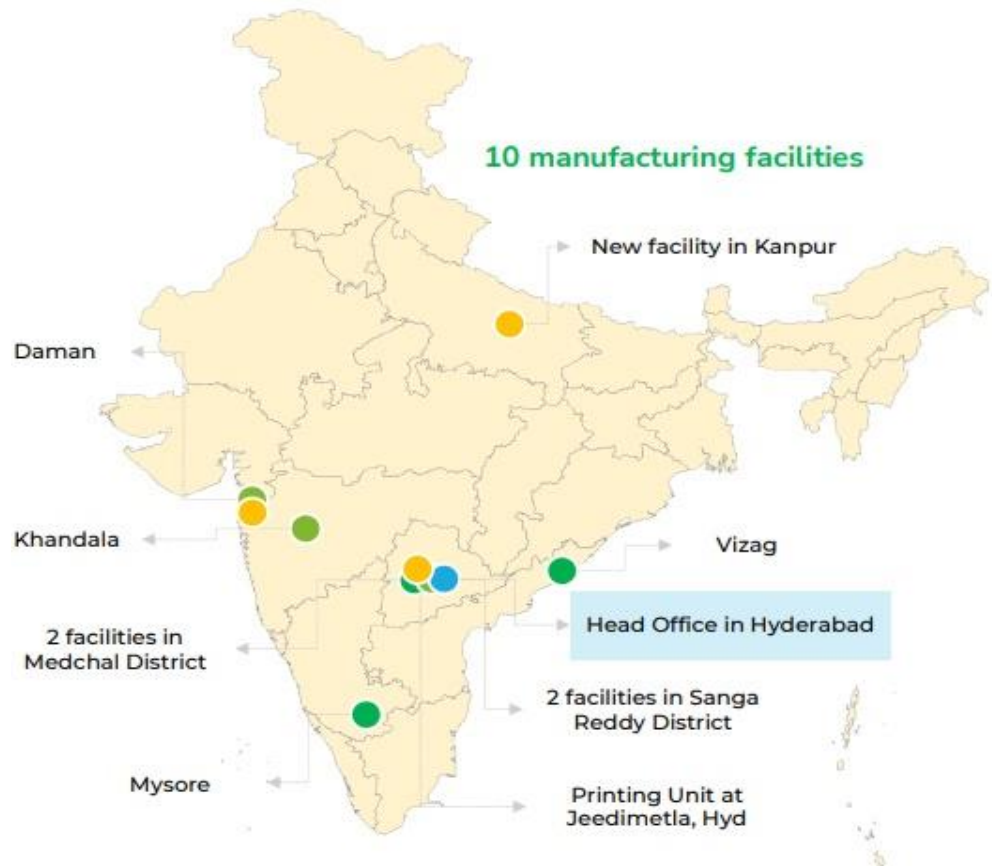 10 manufacturing facilities
New facility in Kanpur
Daman
Khandala
Vizag
Head Office in Hyderabad
2 facilities in
Medchal District
2 facilities in Sanga
Reddy District
Mysore
Printing Unit at
Jeedimetla, Hyd